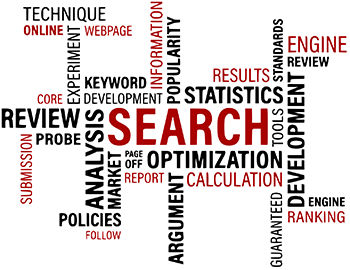 TECHNIQUE
ONLINE WEBPAGE
EXPERIMENT
INFORMATION
POPULARITY
STANDARDS
ENGINE
REVIEW
KEYWORD
RESULTS
CORE DEVELOPMENT
STATISTICS
REVIEW
ANALYSIS
SEARCH
TOOLS
DEVELOPMENT
PROBE
SUBMISSION
MARKET
PAGE
OFF
OPTIMIZATION
REPORT
ARGUMENT
CALCULATION
GUARANTEED
ENGINE
RANKING
POLICIES
FOLLOW